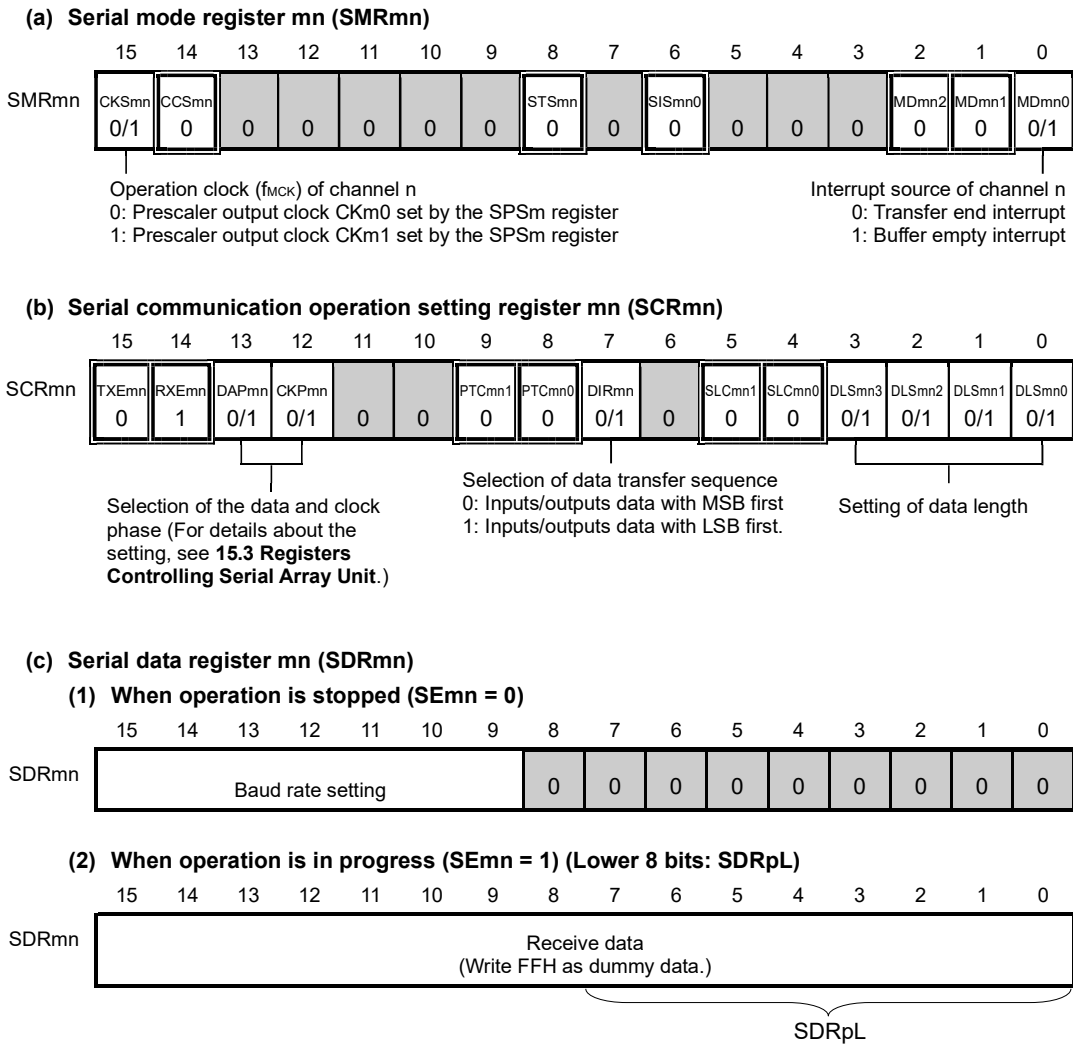 (a) Serial mode register mn (SMRmn)
15 14 13 12 11 10 9 8 7 6 5 4 3 2 1 0
SMRmn CKSmn CCSmn STSmn SISmn0 MDmn2 MDmn1 MDmn0
0/1 0 0 0 0 0 0 0 0 0 0 0 0 0 0 0/1
Operation clock (fMCK) of channel n
0: Prescaler output clock CKm0 set by the SPSm register
1: Prescaler output clock CKm1 set by the SPSm register
Interrupt source of channel n
0: Transfer end interrupt
1: Buffer empty interrupt
(b) Serial communication operation setting register mn (SCRmn)
15 14 13 12 11 10 9 8 7 6 5 4 3 2 1 0
SCRmn TXEmn RXEmn DAPmn CKPmn PTCmn1 PTCmn0 DIRmn SLCmn1 SLCmn0 DLSmn3 DLSmn2 DLSmn1 DLSmn0
0 1 0/1 0/1 0 0 0 0 0/1 0 0 0 0/1 0/1 0/1 0/1
Selection of the data and clock
phase (For details about the
setting, see 15.3 Registers
Controlling Serial Array Unit.)
Selection of data transfer sequence
0: Inputs/outputs data with MSB first
1: Inputs/outputs data with LSB first.
Setting of data length
(c) Serial data register mn (SDRmn)
(1) When operation is stopped (SEmn = 0)
15 14 13 12 11 10 9 8 7 6 5 4 3 2 1 0
SDRmn Baud rate setting 0 0 0 0 0 0 0 0 0
(2) When operation is in progress (SEmn = 1) (Lower 8 bits: SDRpL)
15 14 13 12 11 10 9 8 7 6 5 4 3 2 1 0
SDRmn Receive data
(Write FFH as dummy data.)
SDRpL